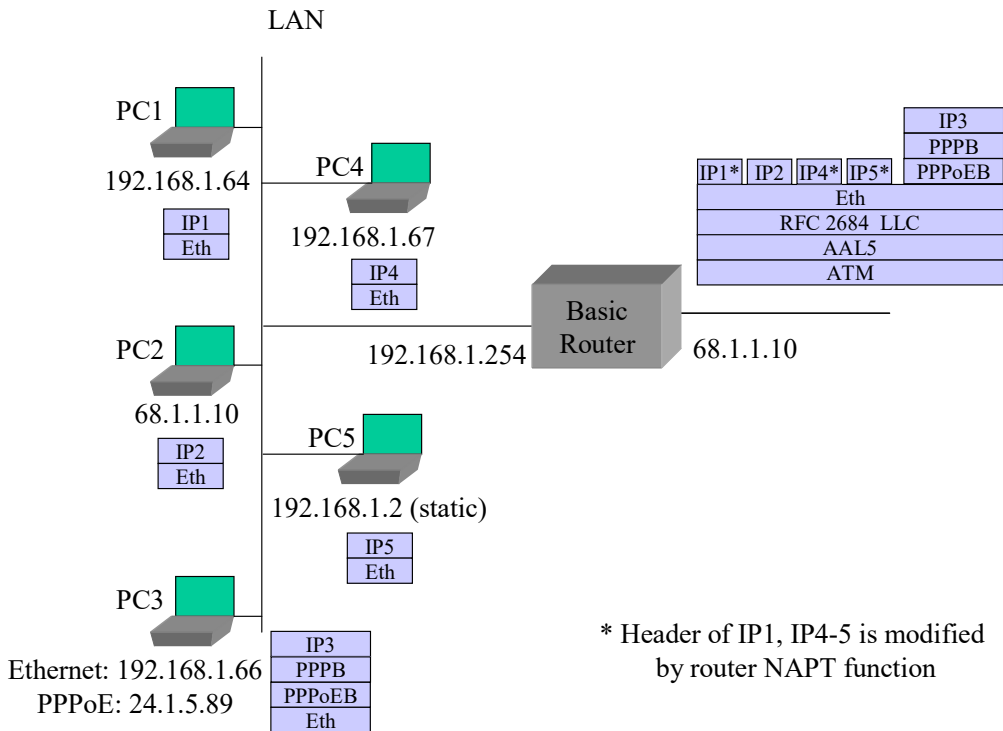 LAN
PC1
192.168.1.64
IP1
Eth
PC4
192.168.1.67
IP4
Eth
IP3
PPPB
PPPoEB
IP1*
IP2
IP4*
IP5*
Eth
RFC 2684 LLC
AAL5
ATM
Basic
Router
192.168.1.254
68.1.1.10
PC2
68.1.1.10
IP2
Eth
PC5
192.168.1.2 (static)
IP5
Eth
PC3
Ethernet: 192.168.1.66
PPPoE: 24.1.5.89
IP3
PPPB
PPPoEB
Eth
* Header of IP1, IP4-5 is modified
by router NAPT function